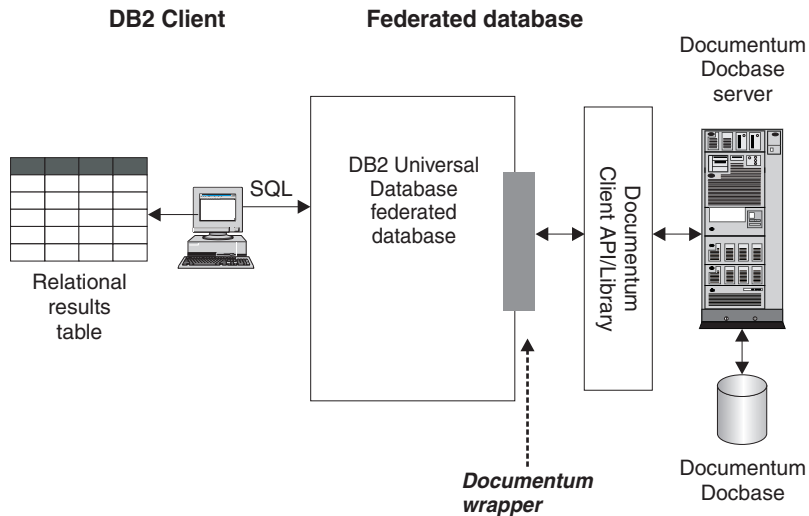 DB2 Client
Federated database
Documentum
Docbase
server
SQL
DB2 Universal
Database
federated
database
Documentum
Client API/Library
Relational
results
table
Documentum
wrapper
Documentum
Docbase